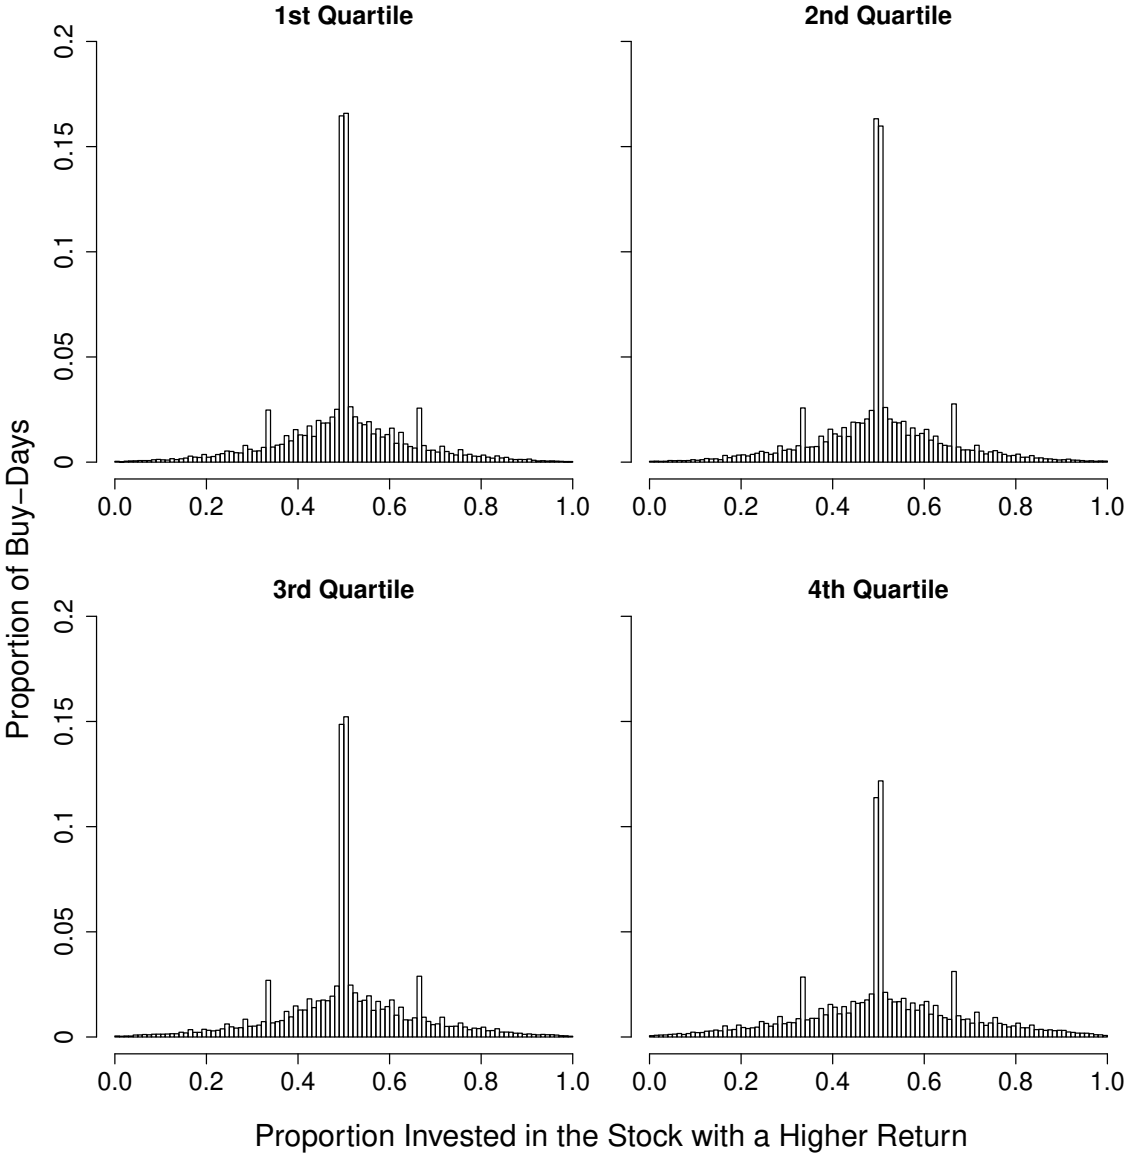 1st Quartile
2nd Quartile
0.2
0.15
0.1
0.05
0
0.0 0.2 0.4 0.6 0.8 1.0
0.0 0.2 0.4 0.6 0.8 1.0
Proportion of Buy−Days
3rd Quartile
4th Quartile
0.2
0.15
0.1
0.05
0
0.0 0.2 0.4 0.6 0.8 1.0
0.0 0.2 0.4 0.6 0.8 1.0
Proportion Invested in the Stock with a Higher Return